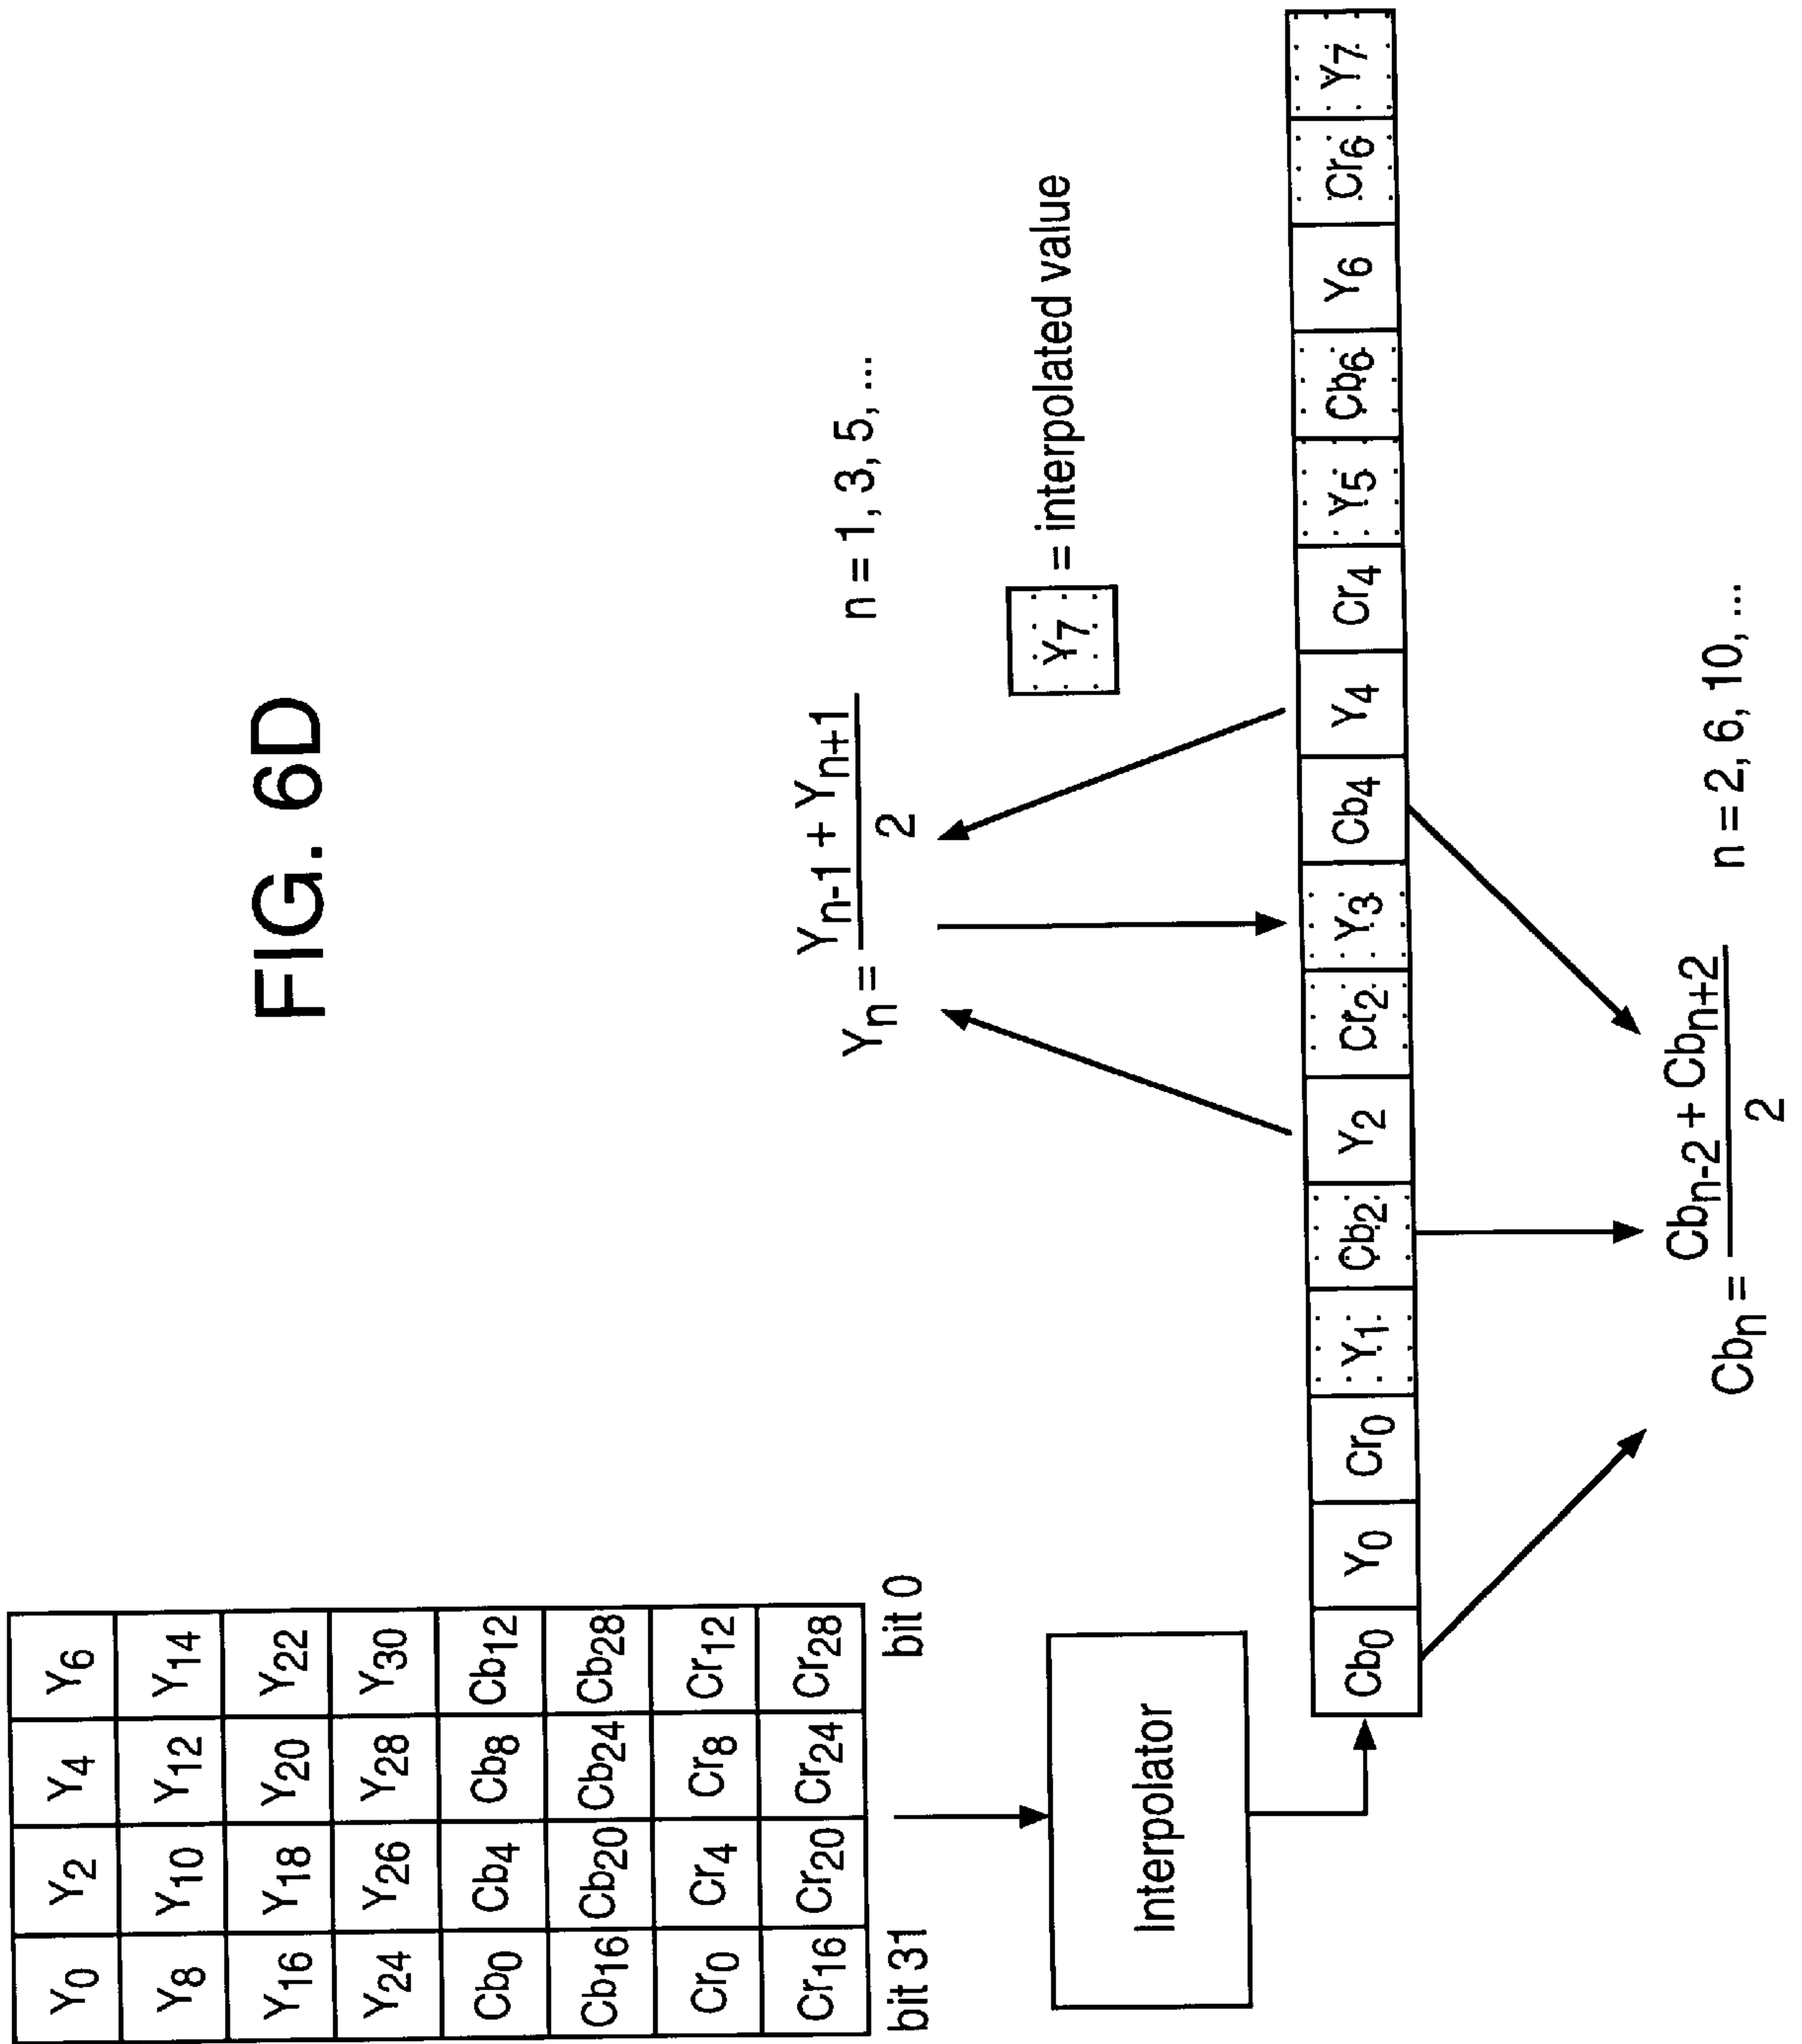 FIG. 6D
Y0 Y2 Y4 Y6
Y8 Y10 Y12 Y14
Y16 Y18 Y20 Y22
Y24 Y26 Y28 Y30
Cb0 Cb4 Cb8 Cb12
Cb16 Cb20 Cb24 Cb28
Cr0 Cr4 Cr8 Cr12
Cr16 Cr20 Cr24 Cr28
bit 31 bit 0
Interpolator
Yn = Yn-1 + Yn+1 / 2 n = 1, 3, 5, ...
Y7 = interpolated value
Cb0 Y0 Cr0 Y1 Cb2 Y2 Cr2 Y3 Cb4 Y4 Cr4 Y5 Cb6 Y6 Cr6 Y7
Cbn = Cbn-2 + Cbn+2 / 2 n = 2, 6, 10, ...